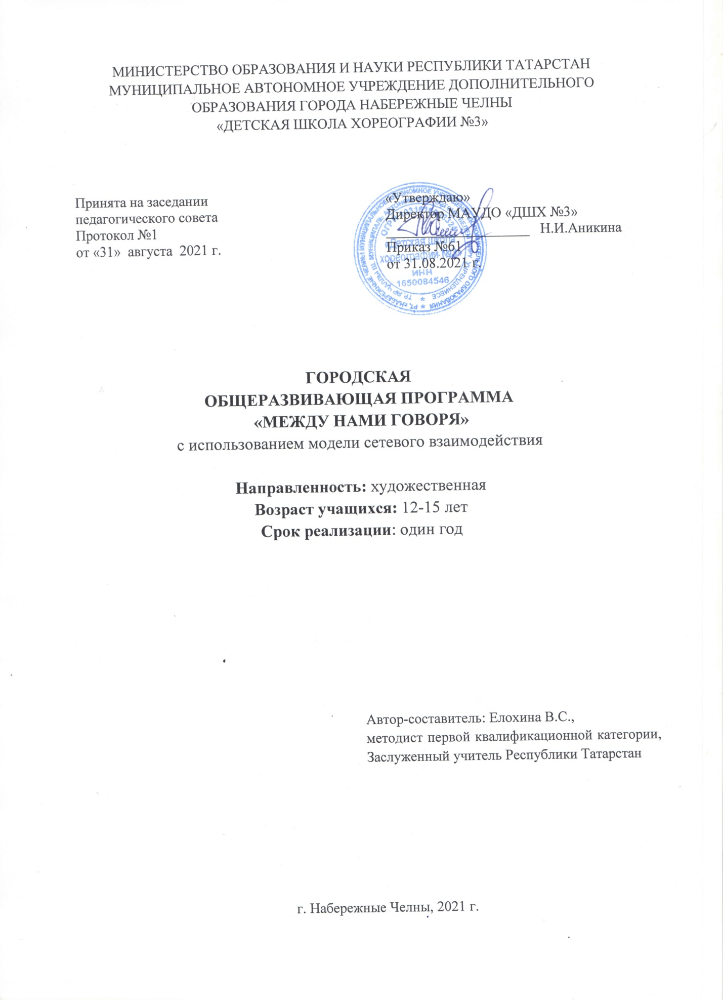 МИНИСТЕРСТВО ОБРАЗОВАНИЯ И НАУКИ РЕСПУБЛИКИ ТАТАРСТАН
МУНИЦИПАЛЬНОЕ АВТОНОМНОЕ УЧРЕЖДЕНИЕ ДОПОЛНИТЕЛЬНОГО
ОБРАЗОВАНИЯ ГОРОДА НАБЕРЕЖНЫЕ ЧЕЛНЫ
«ДЕТСКАЯ ШКОЛА ХОРЕОГРАФИИ №3»
Принята на заседании
педагогического совета
Протокол №1
от «31» августа 2021 г.
«Утверждаю»
Директор МАУДО «ДШХ №3»
Н.И.Аникина
Приказ №61
от 31.08.2021 г.
«Детская школа
хореографии №3»
ИНН
1650084546
ГОРОДСКАЯ
ОБЩЕРАЗВИВАЮЩАЯ ПРОГРАММА
«МЕЖДУ НАМИ ГОВОРЯ»
с использованием модели сетевого взаимодействия
Направленность: художественная
Возраст учащихся: 12-15 лет
Срок реализации: один год
Автор-составитель: Елохина В.С.,
методист первой квалификационной категории,
Заслуженный учитель Республики Татарстан
г. Набережные Челны, 2021 г.